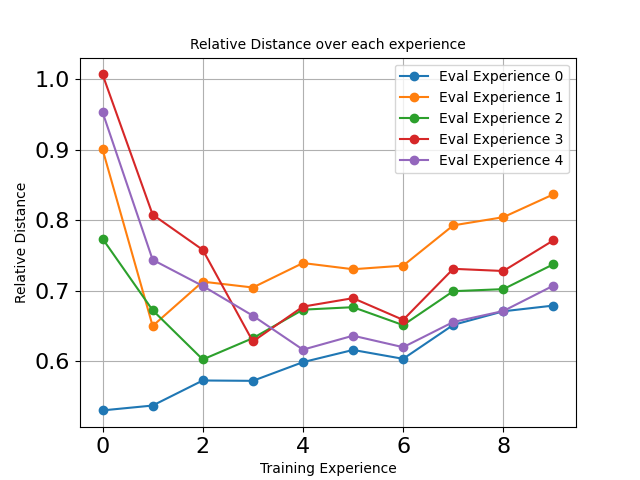 Relative Distance over each experience
Eval Experience 0
Eval Experience 1
Eval Experience 2
Eval Experience 3
Eval Experience 4
1.0
0.9
0.8
0.7
0.6
Relative Distance
0 2 4 6 8
Training Experience